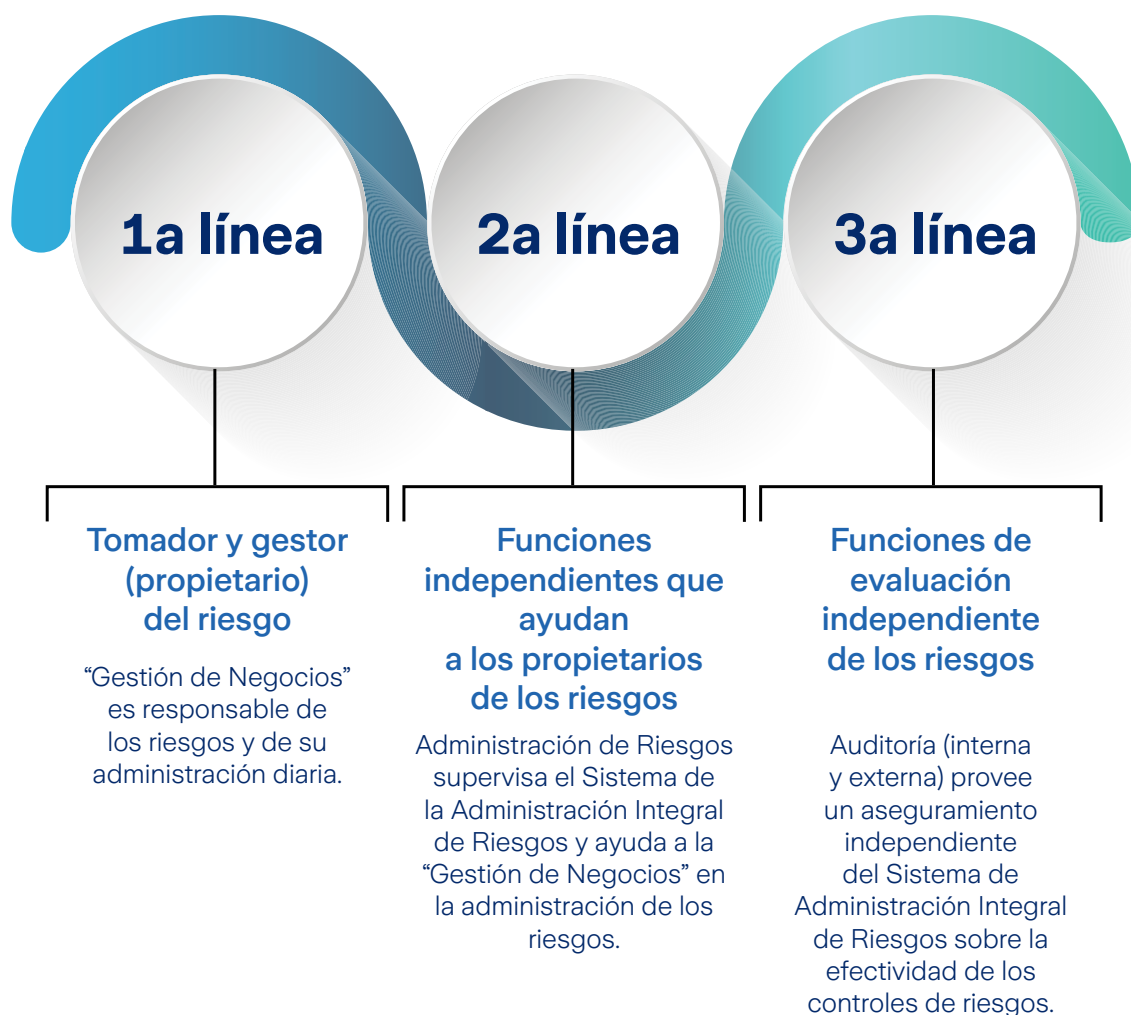 1a línea
Tomador y gestor
(propietario)
del riesgo
“Gestión de Negocios”
es responsable de
los riesgos y de su
administración diaria.
2a línea
Funciones
independientes que
ayudan
a los propietarios
de los riesgos
Administración de Riesgos
supervisa el Sistema de
la Administración Integral
de Riesgos y ayuda a la
“Gestión de Negocios” en
la administración de los
riesgos.
3a línea
Funciones de
evaluación
independiente
de los riesgos
Auditoría (interna
y externa) provee
un aseguramiento
independiente
del Sistema de
Administración Integral
de Riesgos sobre la
efectividad de los
controles de riesgos.